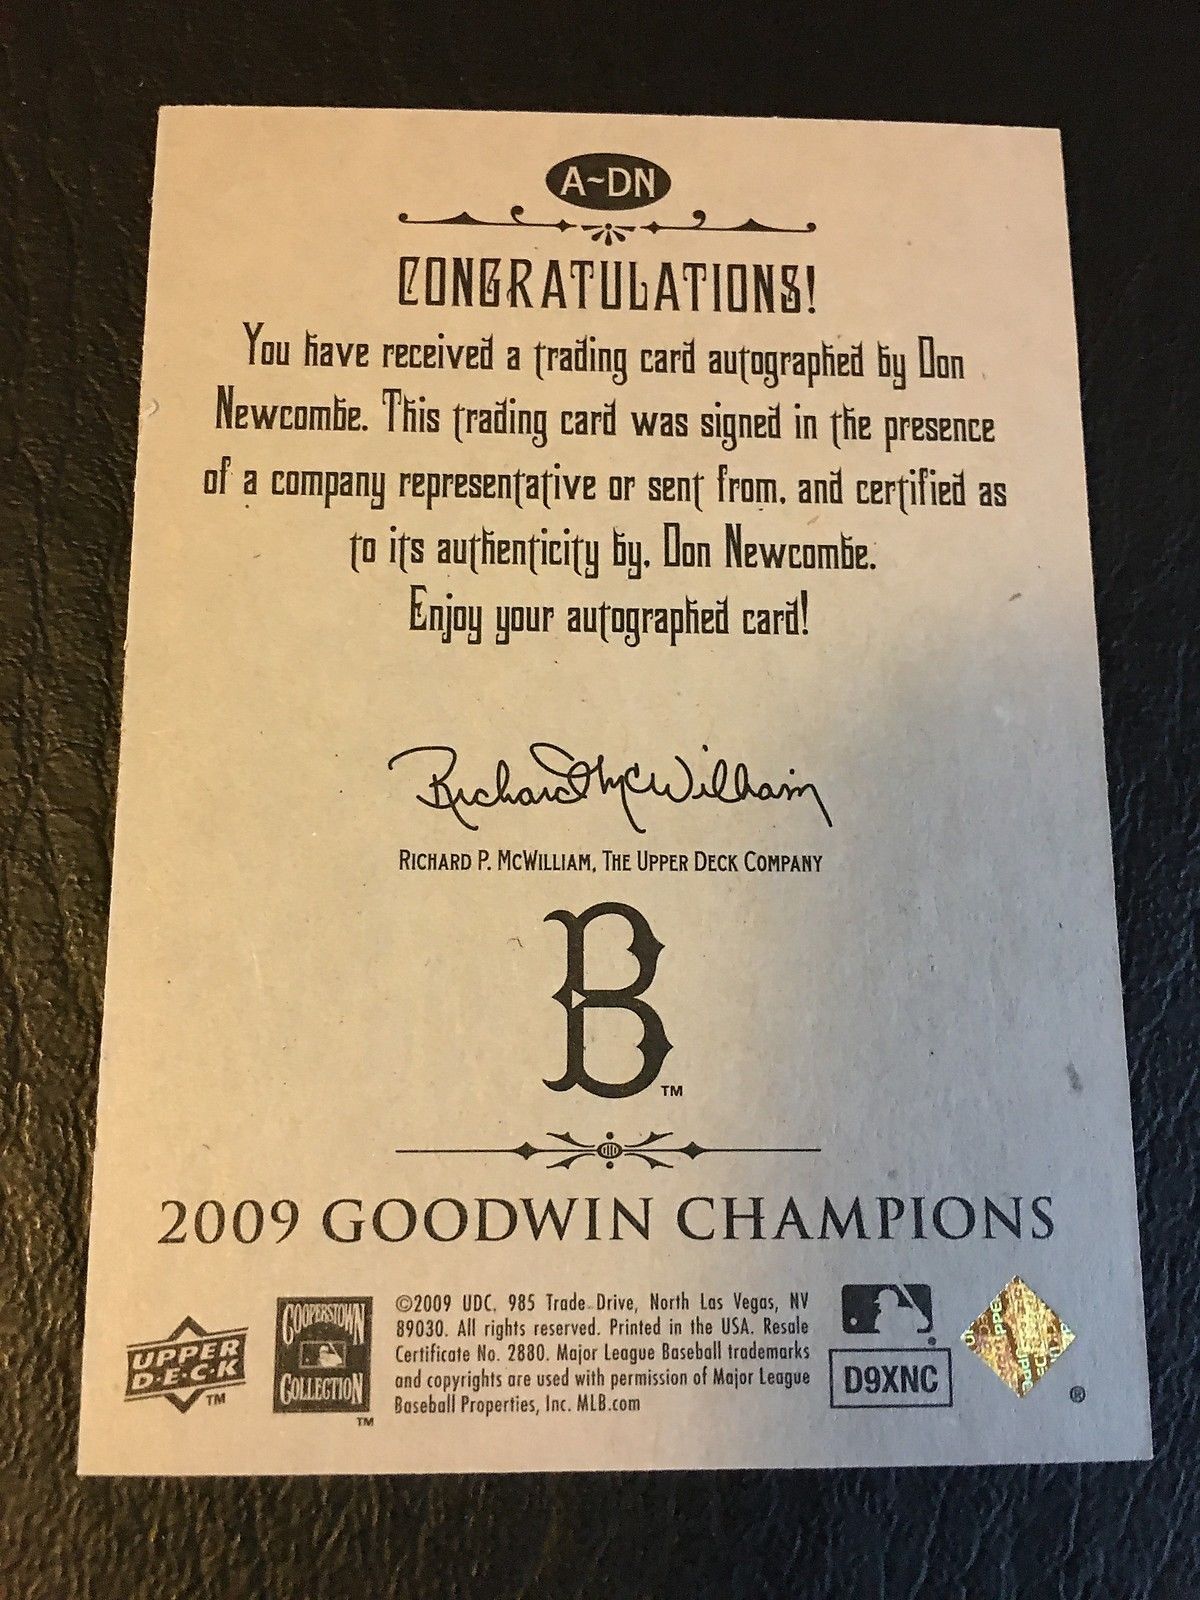 A~DN
CONGRATULATIONS!
You have received a trading card autographed by Don
Newcombe. This trading card was signed in the presence
of a company representative or sent from, and certified as
to its authenticity by, Don Newcombe.
Enjoy your autographed card!
Richard McWilliam
RICHARD P. MCWILLIAM, THE UPPER DECK COMPANY
B
TM
2009 GOODWIN CHAMPIONS
UPPER
D•E•C•K
TM
COOPERSTOWN
COLLECTION
TM
©2009 UDC, 985 Trade Drive, North Las Vegas, NV
89030. All rights reserved. Printed in the USA. Resale
Certificate No. 2880. Major League Baseball trademarks
and copyrights are used with permission of Major League
Baseball Properties, Inc. MLB.com
D9XNC
®